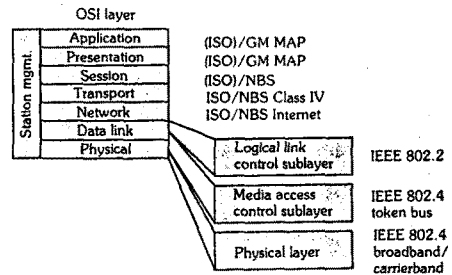 OSI layer
Station mgmt.
Application
Presentation
Session
Transport
Network
Data link
Physical
(ISO)/GM MAP
(ISO)/GM MAP
(ISO)/NBS
ISO/NBS Class IV
ISO/NBS Internet
Logical link
control sublayer
IEEE 802.2
Media access
control sublayer
IEEE 802.4
token bus
Physical layer
IEEE 802.4
broadband/
carrierband